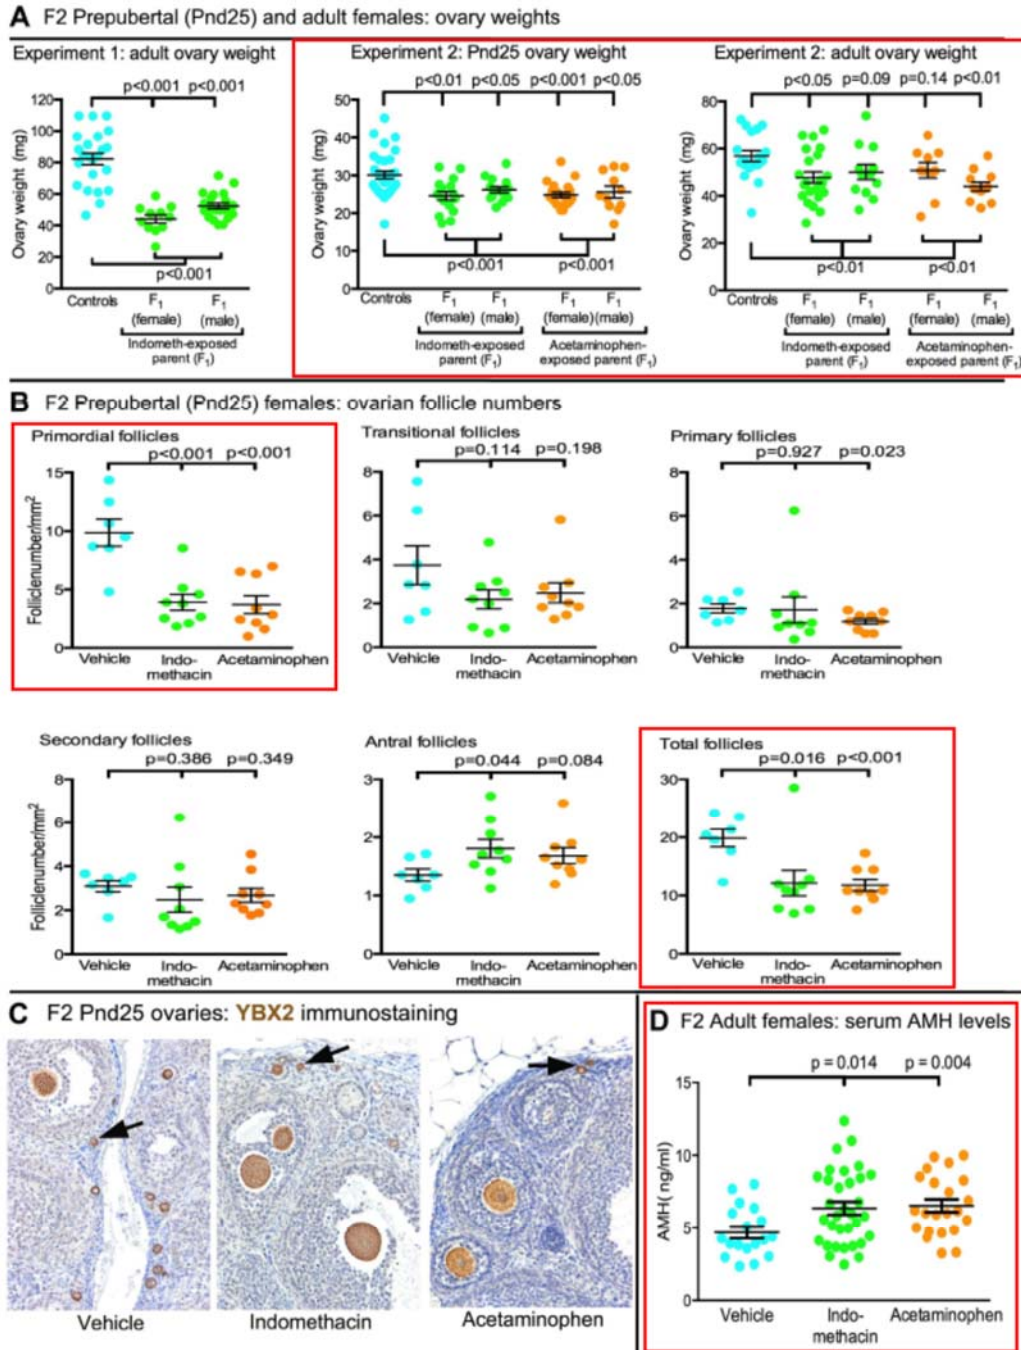 A F2 Prepubertal (Pnd25) and adult females: ovary weights
Experiment 1: adult ovary weight
p<0.001 p<0.001
Ovary weight (mg)
120
100
80
60
40
20
0
p<0.001
Controls F1 (female) F1 (male)
Indometh-exposed
parent (F1)
Experiment 2: Pnd25 ovary weight
p<0.01 p<0.05 p<0.001 p<0.05
Ovary weight (mg)
50
40
30
20
10
0
p<0.001 p<0.001
Controls F1 (female) F1 (male) F1 (female) F1 (male)
Indometh-exposed
parent (F1)
Acetaminophen-
exposed parent (F1)
Experiment 2: adult ovary weight
p<0.05 p=0.09 p=0.14 p<0.01
Ovary weight (mg)
80
60
40
20
0
p<0.01 p<0.01
Controls F1 (female) F1 (male) F1 (female) F1 (male)
Indometh-exposed
parent (F1)
Acetaminophen-
exposed parent (F1)
B F2 Prepubertal (Pnd25) females: ovarian follicle numbers
Primordial follicles
p<0.001 p<0.001
Folliclenumber/mm2
15
10
5
0
Vehicle Indo-
methacin Acetaminophen
Transitional follicles
p=0.114 p=0.198
8
6
4
2
0
Vehicle Indo-
methacin Acetaminophen
Primary follicles
p=0.927 p=0.023
8
6
4
2
0
Vehicle Indo-
methacin Acetaminophen
Secondary follicles
p=0.386 p=0.349
Folliclenumber/mm2
8
6
4
2
0
Vehicle Indo-
methacin Acetaminophen
Antral follicles
p=0.044 p=0.084
3
2
1
0
Vehicle Indo-
methacin Acetaminophen
Total follicles
p=0.016 p<0.001
30
20
10
0
Vehicle Indo-
methacin Acetaminophen
C F2 Pnd25 ovaries: YBX2 immunostaining
Vehicle Indomethacin Acetaminophen
D F2 Adult females: serum AMH levels
p = 0.014 p = 0.004
AMH( ng/ml)
15
10
5
0
Vehicle Indo-
methacin Acetaminophen